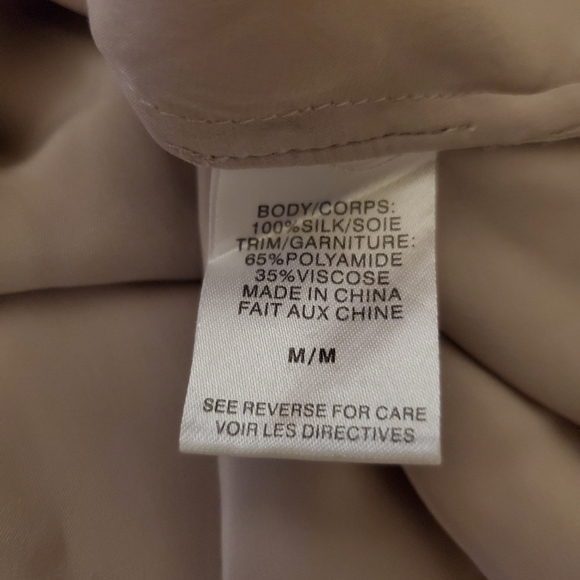 BODY/CORPS:
100%SILK/SOIE
TRIM/GARNITURE:
65%POLYAMIDE
35%VISCOSE
MADE IN CHINA
FAIT AUX CHINE
M/M
SEE REVERSE FOR CARE
VOIR LES DIRECTIVES